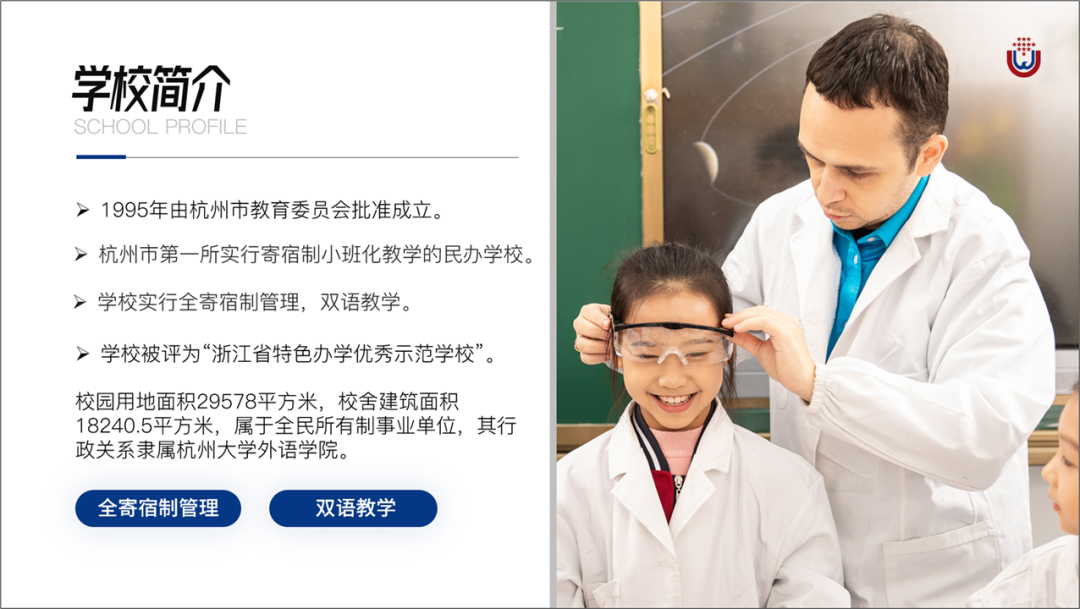 学校简介
SCHOOL PROFILE
➢ 1995年由杭州市教育委员会批准成立。
➢ 杭州市第一所实行寄宿制小班化教学的民办学校。
➢ 学校实行全寄宿制管理，双语教学。
➢ 学校被评为“浙江省特色办学优秀示范学校”。
校园用地面积29578平方米，校舍建筑面积
18240.5平方米，属于全民所有制事业单位，其行
政关系隶属杭州大学外语学院。
全寄宿制管理
双语教学